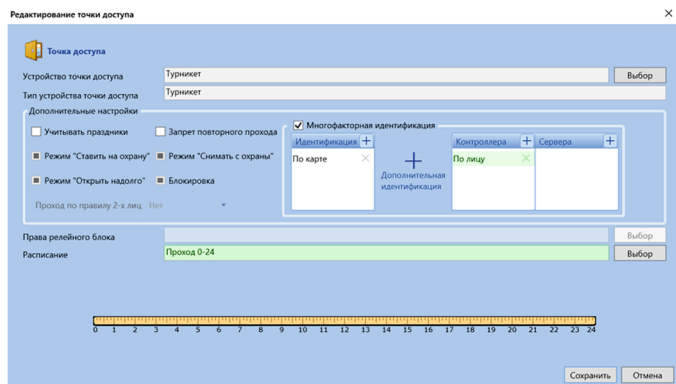 Редактирование точки доступа
Точка доступа
Устройство точки доступа Турникет Выбор
Тип устройства точки доступа Турникет
Дополнительные настройки
Учитывать праздники Запрет повторного прохода
Режим "Ставить на охрану" Режим "Снимать с охраны"
Режим "Открыть надолго" Блокировка
Проход по правилу 2-х лиц Нет
Многофакторная идентификация
Идентификация + Контроллера + Сервера +
По карте По лицу
Дополнительная
идентификация
Права релейного блока Выбор
Расписание Проход 0-24 Выбор
0 1 2 3 4 5 6 7 8 9 10 11 12 13 14 15 16 17 18 19 20 21 22 23 24
Сохранить Отмена